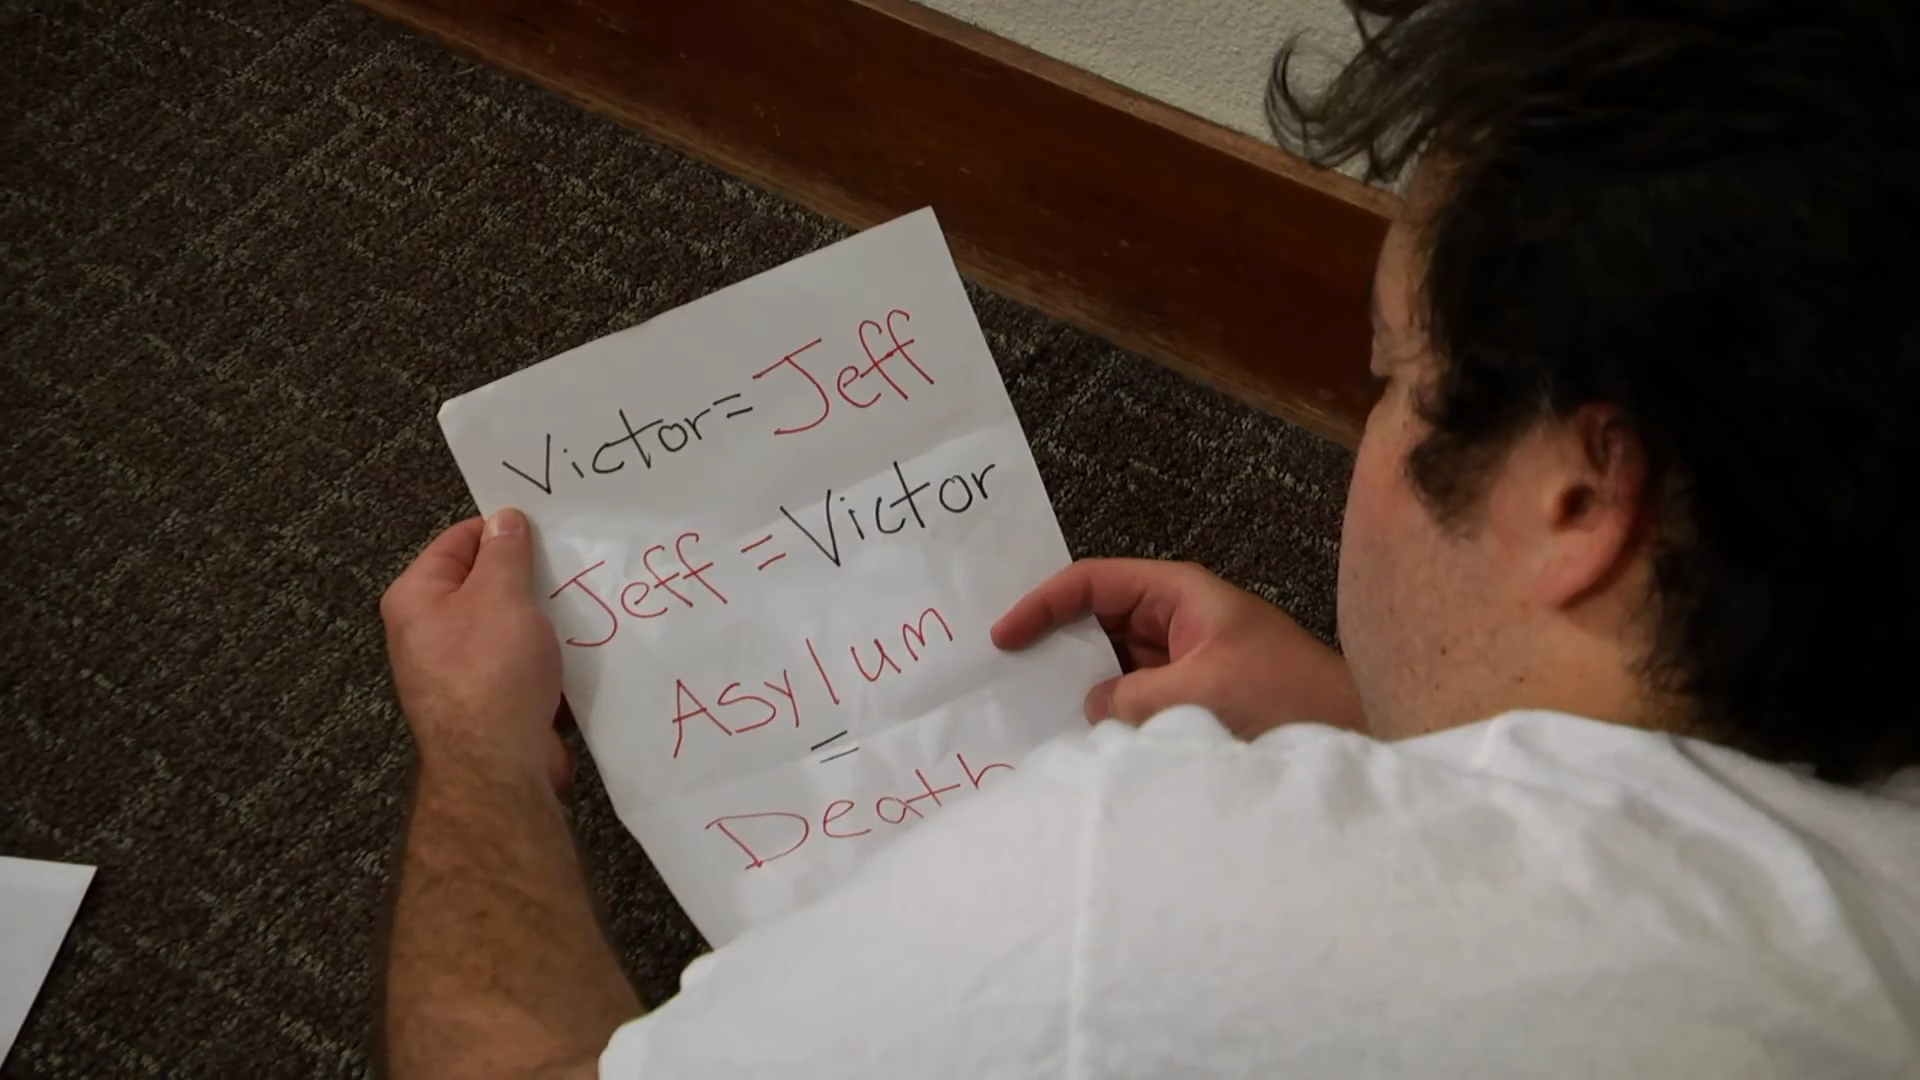 Victor = Jeff
Jeff = Victor
Asylum
=
Death